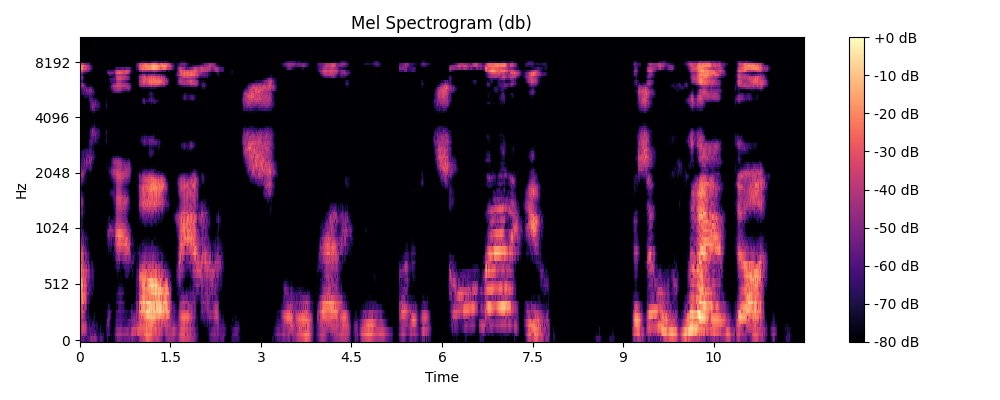 Mel Spectrogram (db)
8192
4096
2048
1024
512
0
Hz
0 1.5 3 4.5 6 7.5 9 10
Time
+0 dB
-10 dB
-20 dB
-30 dB
-40 dB
-50 dB
-60 dB
-70 dB
-80 dB